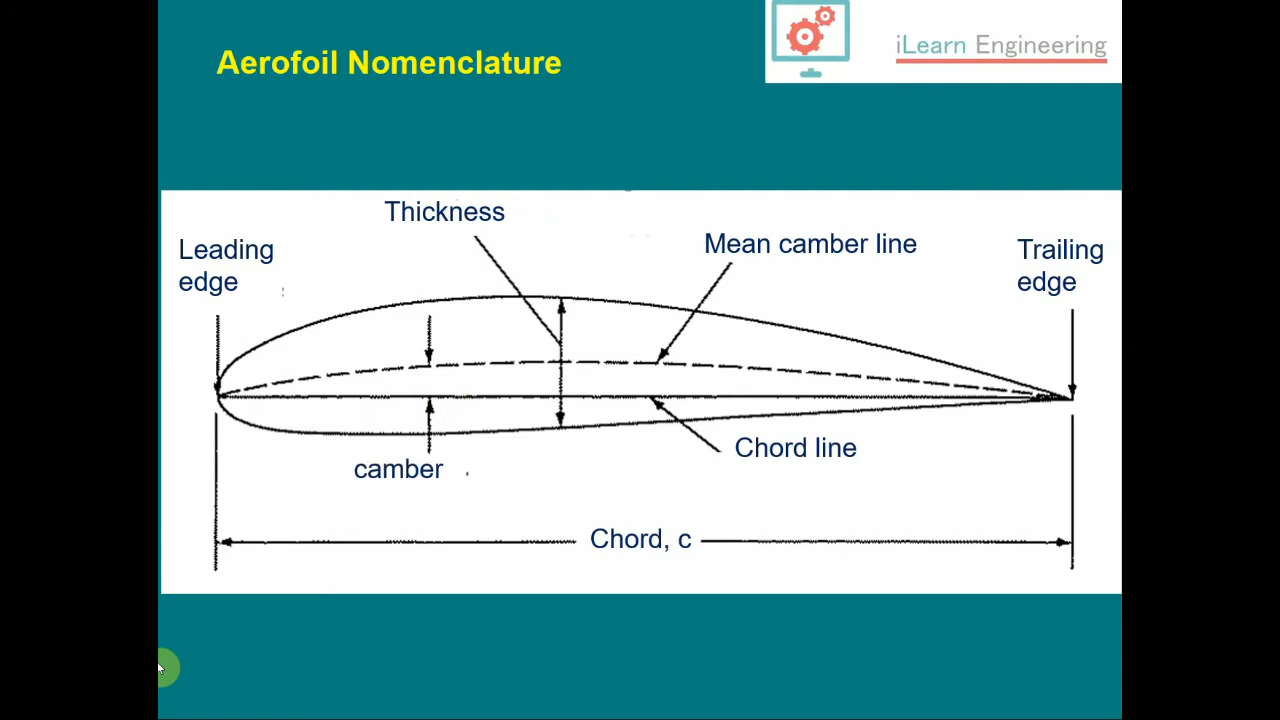 Aerofoil Nomenclature
iLearn Engineering
Thickness
Leading
edge
Mean camber line
Trailing
edge
Chord line
camber
Chord, c